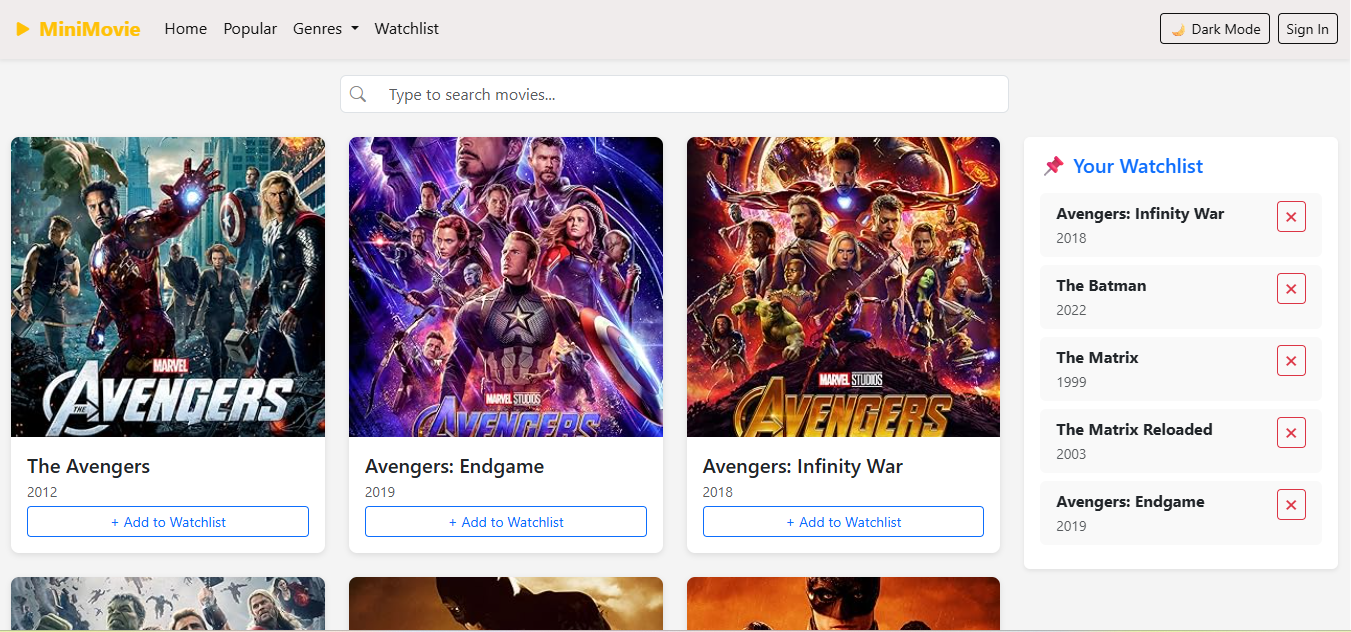 MiniMovie
Home
Popular
Genres
Watchlist
Dark Mode
Sign In
Type to search movies...
MARVEL
THE AVENGERS
The Avengers
2012
+ Add to Watchlist
MARVEL STUDIOS
AVENGERS
Avengers: Endgame
2019
+ Add to Watchlist
MARVEL STUDIOS
AVENGERS
Avengers: Infinity War
2018
+ Add to Watchlist
Your Watchlist
Avengers: Infinity War
2018
The Batman
2022
The Matrix
1999
The Matrix Reloaded
2003
Avengers: Endgame
2019